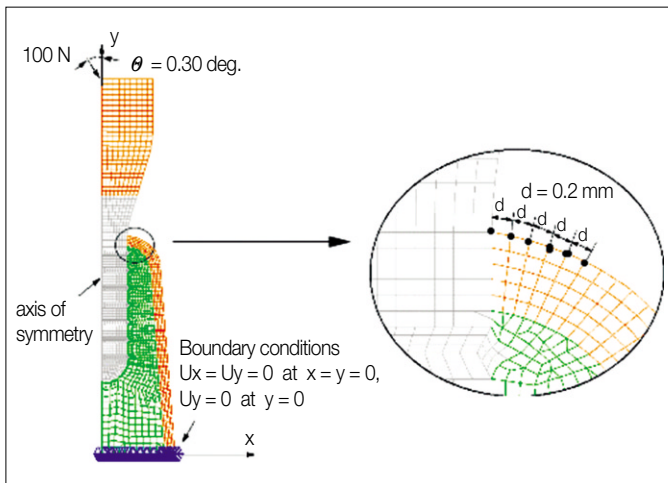 y
100 N
θ = 0.30 deg.
d = 0.2 mm
d
d
d
d
d
axis of
symmetry
Boundary conditions
Ux = Uy = 0 at x = y = 0,
Uy = 0 at y = 0
x